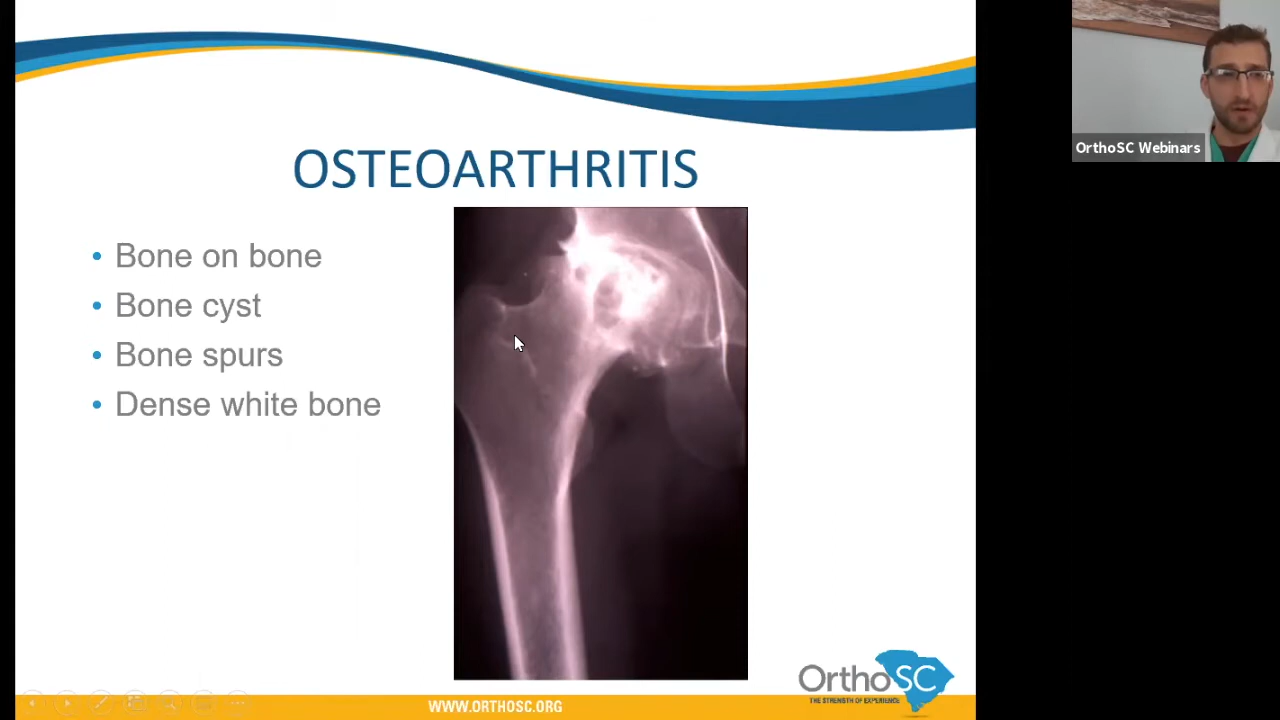 OrthoSC Webinars
OSTEOARTHRITIS
• Bone on bone
• Bone cyst
• Bone spurs
• Dense white bone
OrthoSC
THE STRENGTH OF EXPERIENCE
WWW.ORTHOSC.ORG